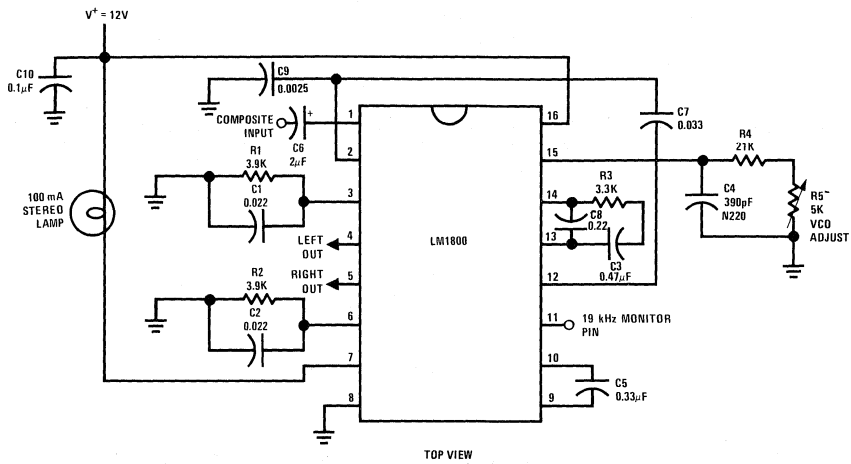 V+ = 12V
C10
0.1µF
C9
0.0025
COMPOSITE
INPUT
+
C6
2µF
1
2
3
4
5
6
7
8
16
15
14
13
12
11
10
9
LM1800
R1
3.9K
C1
0.022
100 mA
STEREO
LAMP
LEFT
OUT
RIGHT
OUT
R2
3.9K
C2
0.022
C7
0.033
R4
21K
R3
3.3K
C8
0.22
C3
0.47µF
C4
390pF
N220
R5
5K
VCO
ADJUST
19 kHz MONITOR
PIN
C5
0.33µF
TOP VIEW